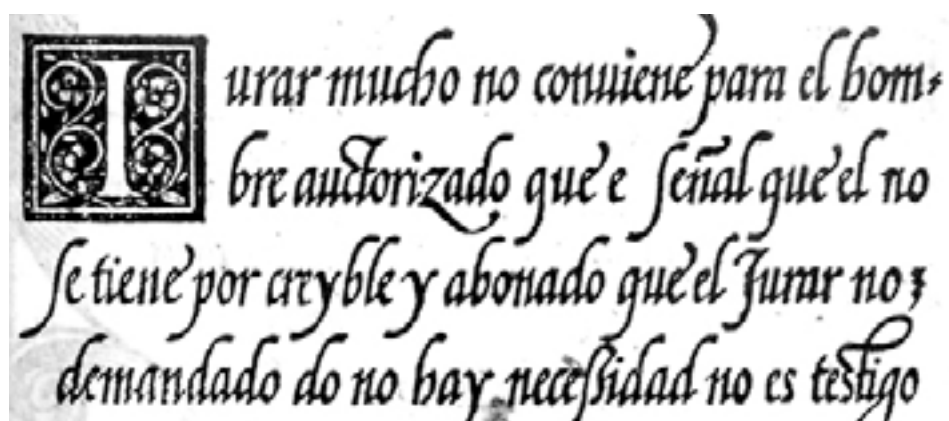 Iurar mucho no conuiene para el hom-
bre auctorizado que e señal que el no
se tiene por creyble y abonado que el Jurar no
demandado do no hay necessidad no es testigo